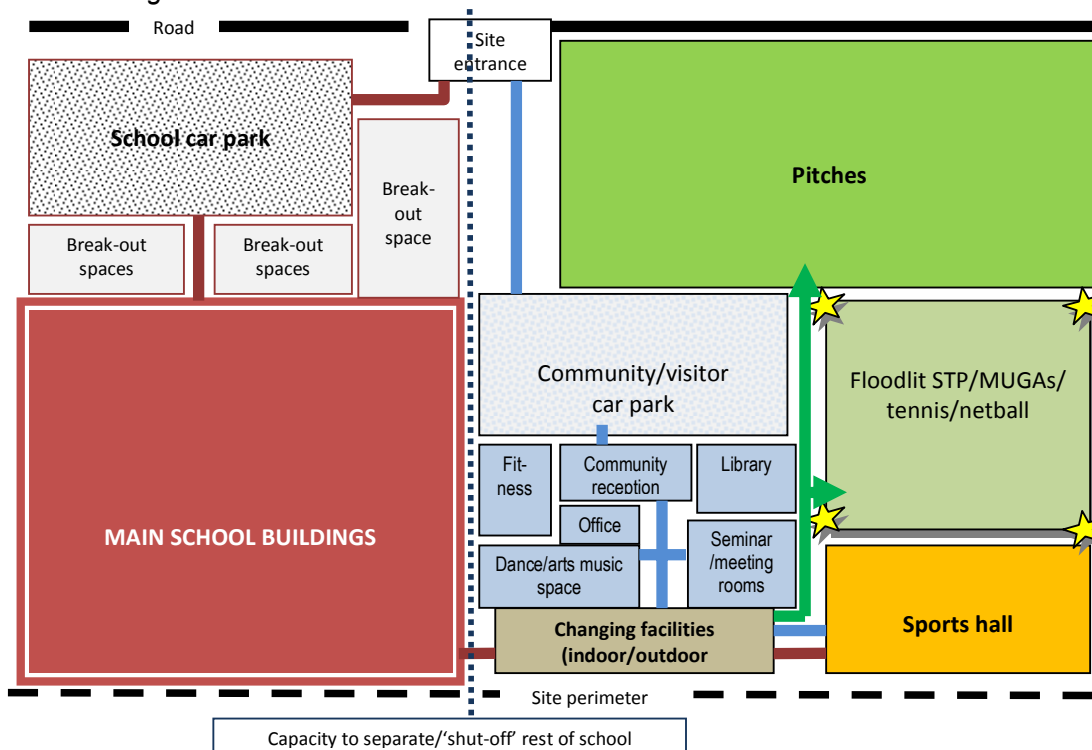 Road
Site
entrance
School car park
Break-
out
space
Pitches
Break-out
spaces
Break-out
spaces
Community/visitor
car park
Floodlit STP/MUGAs/
tennis/netball
Fit-
ness
Community
reception
Library
MAIN SCHOOL BUILDINGS
Office
Seminar
/meeting
rooms
Dance/arts music
space
Changing facilities
(indoor/outdoor
Sports hall
Site perimeter
Capacity to separate/‘shut-off’ rest of school